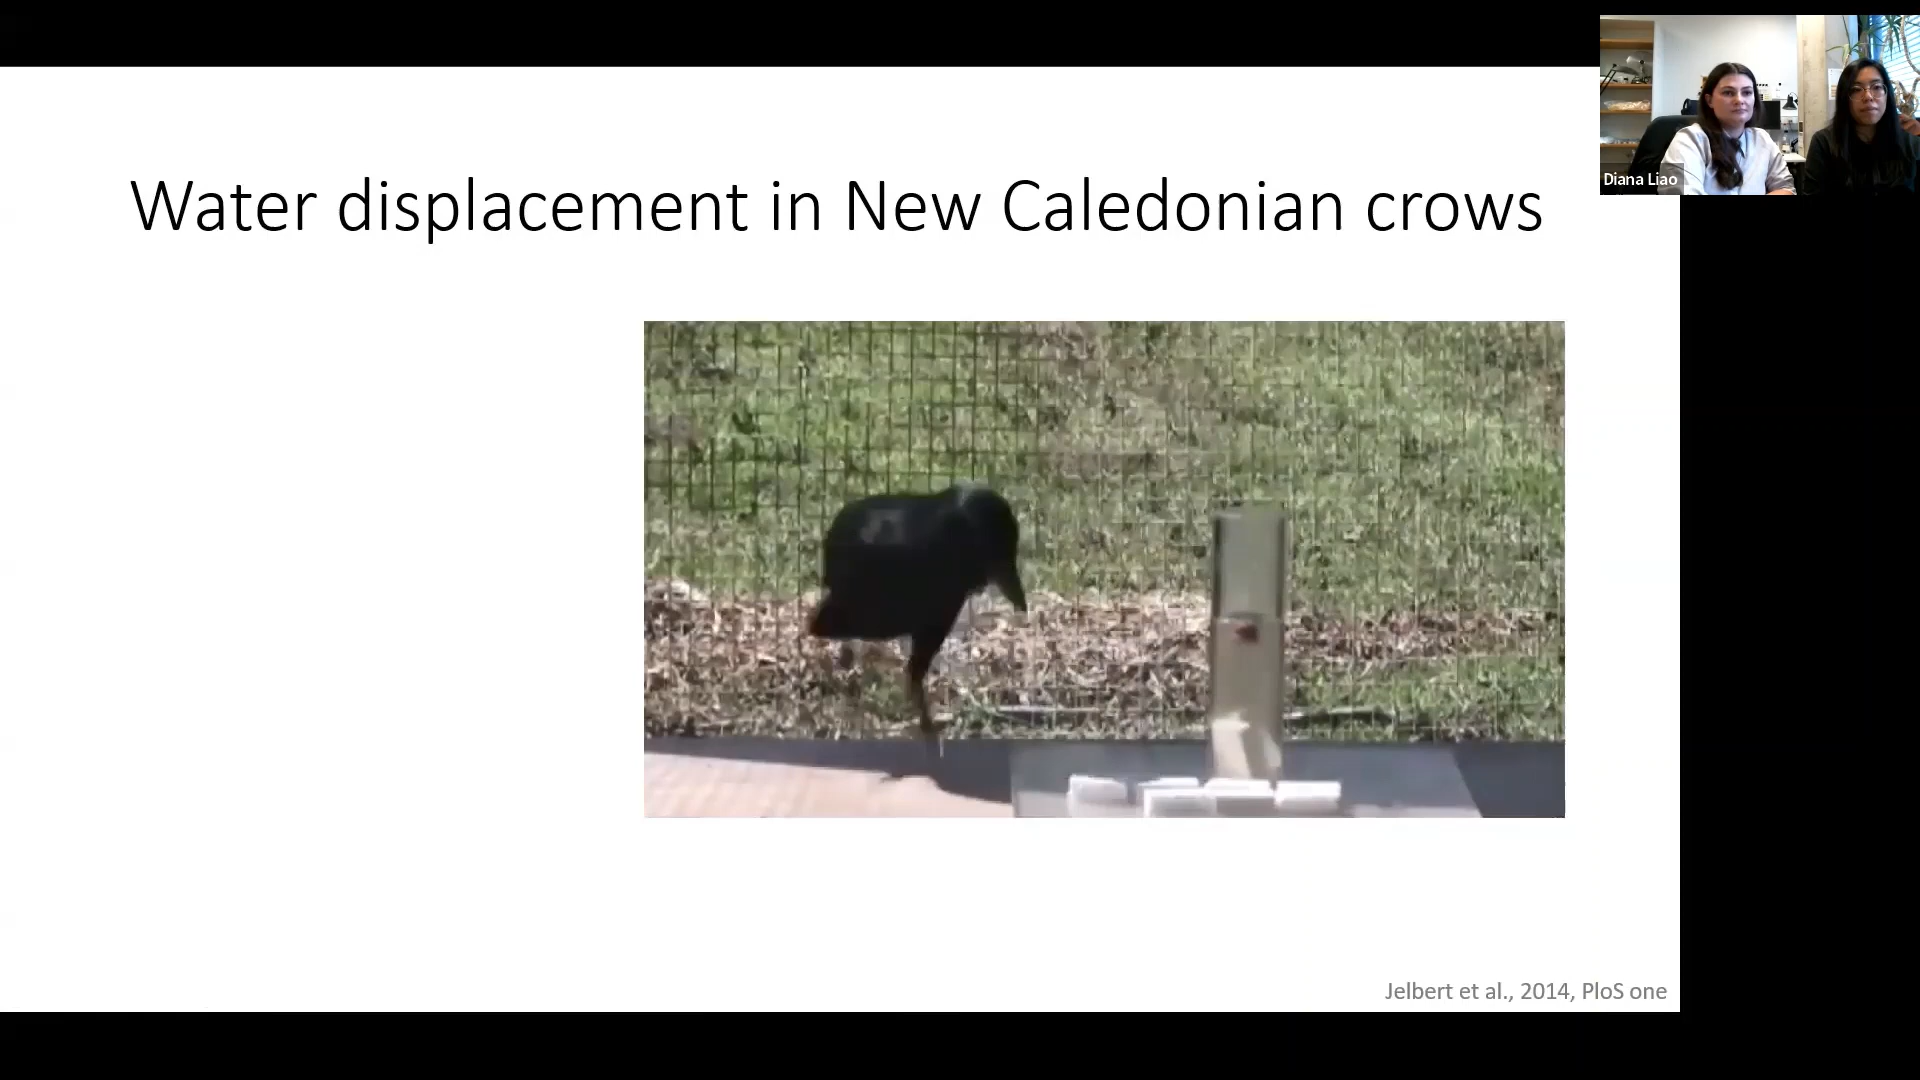 Diana Liao
Water displacement in New Caledonian crows
Jelbert et al., 2014, PloS one